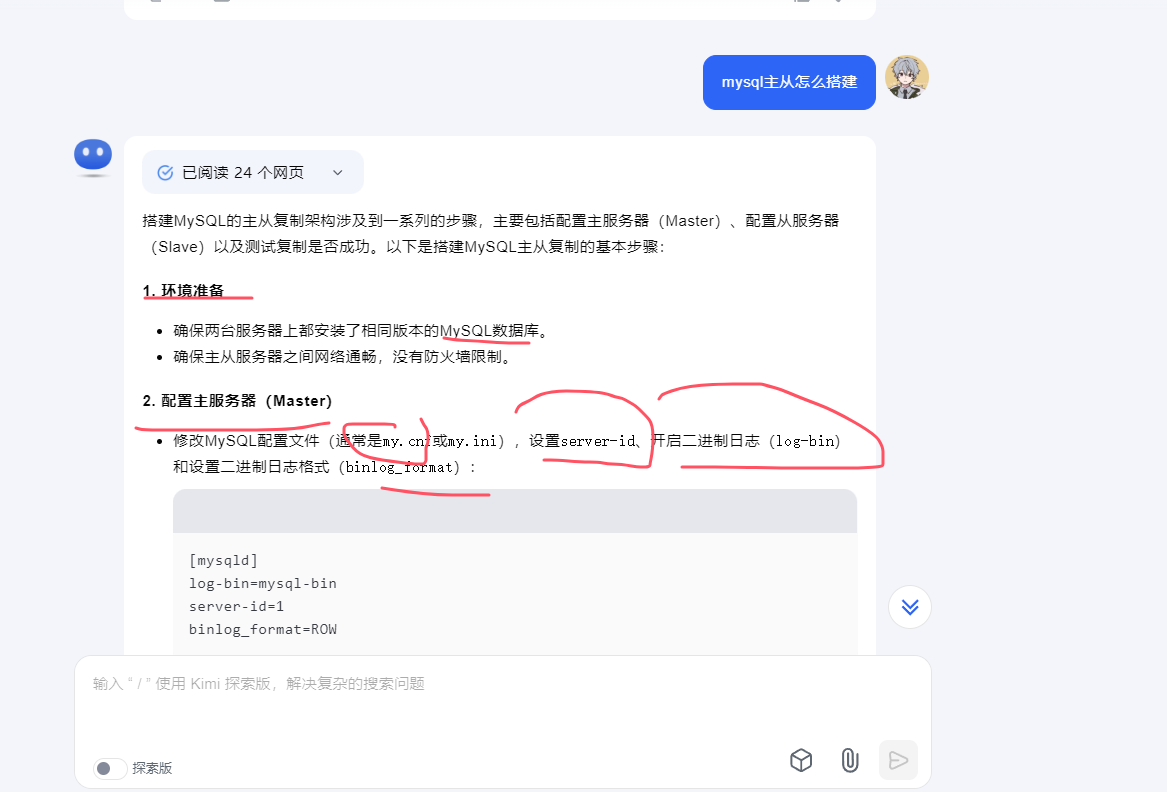 mysql主从怎么搭建
已阅读 24 个网页
搭建MySQL的主从复制架构涉及到一系列的步骤，主要包括配置主服务器（Master）、配置从服务器
（Slave）以及测试复制是否成功。以下是搭建MySQL主从复制的基本步骤：
1. 环境准备
• 确保两台服务器上都安装了相同版本的MySQL数据库。
• 确保主从服务器之间网络通畅，没有防火墙限制。
2. 配置主服务器（Master）
• 修改MySQL配置文件（通常是my.cnf或my.ini），设置server-id、开启二进制日志（log-bin）
和设置二进制日志格式（binlog_format）：
[mysqld]
log-bin=mysql-bin
server-id=1
binlog_format=ROW
输入 “ / ” 使用 Kimi 探索版，解决复杂的搜索问题
探索版